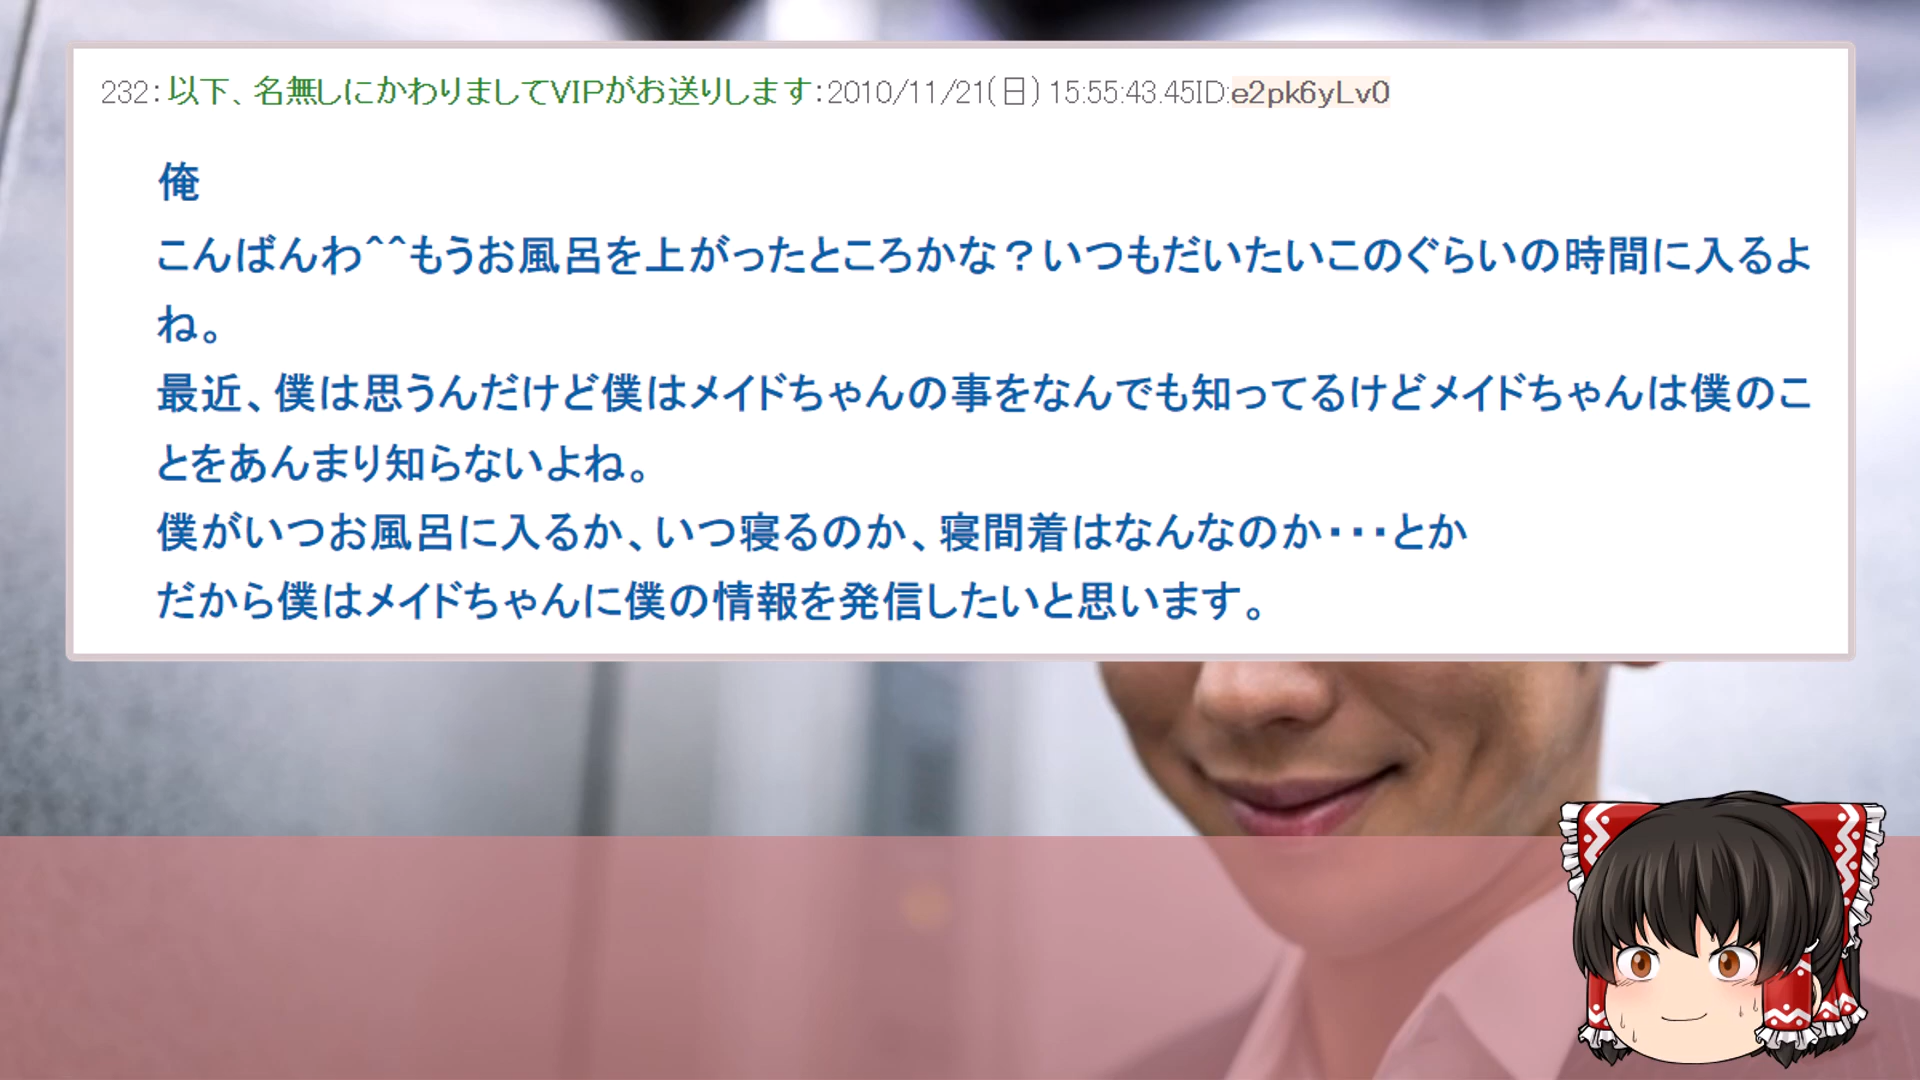 232：以下、名無しにかわりましてVIPがお送りします：2010/11/21(日) 15:55:43.45ID:e2pk6yLv0
俺
こんばんわ^^もうお風呂を上がったところかな？いつもだいたいこのぐらいの時間に入るよ
ね。
最近、僕は思うんだけど僕はメイドちゃんの事をなんでも知ってるけどメイドちゃんは僕のこ
とをあんまり知らないよね。
僕がいつお風呂に入るか、いつ寝るのか、寝間着はなんなのか・・・とか
だから僕はメイドちゃんに僕の情報を発信したいと思います。